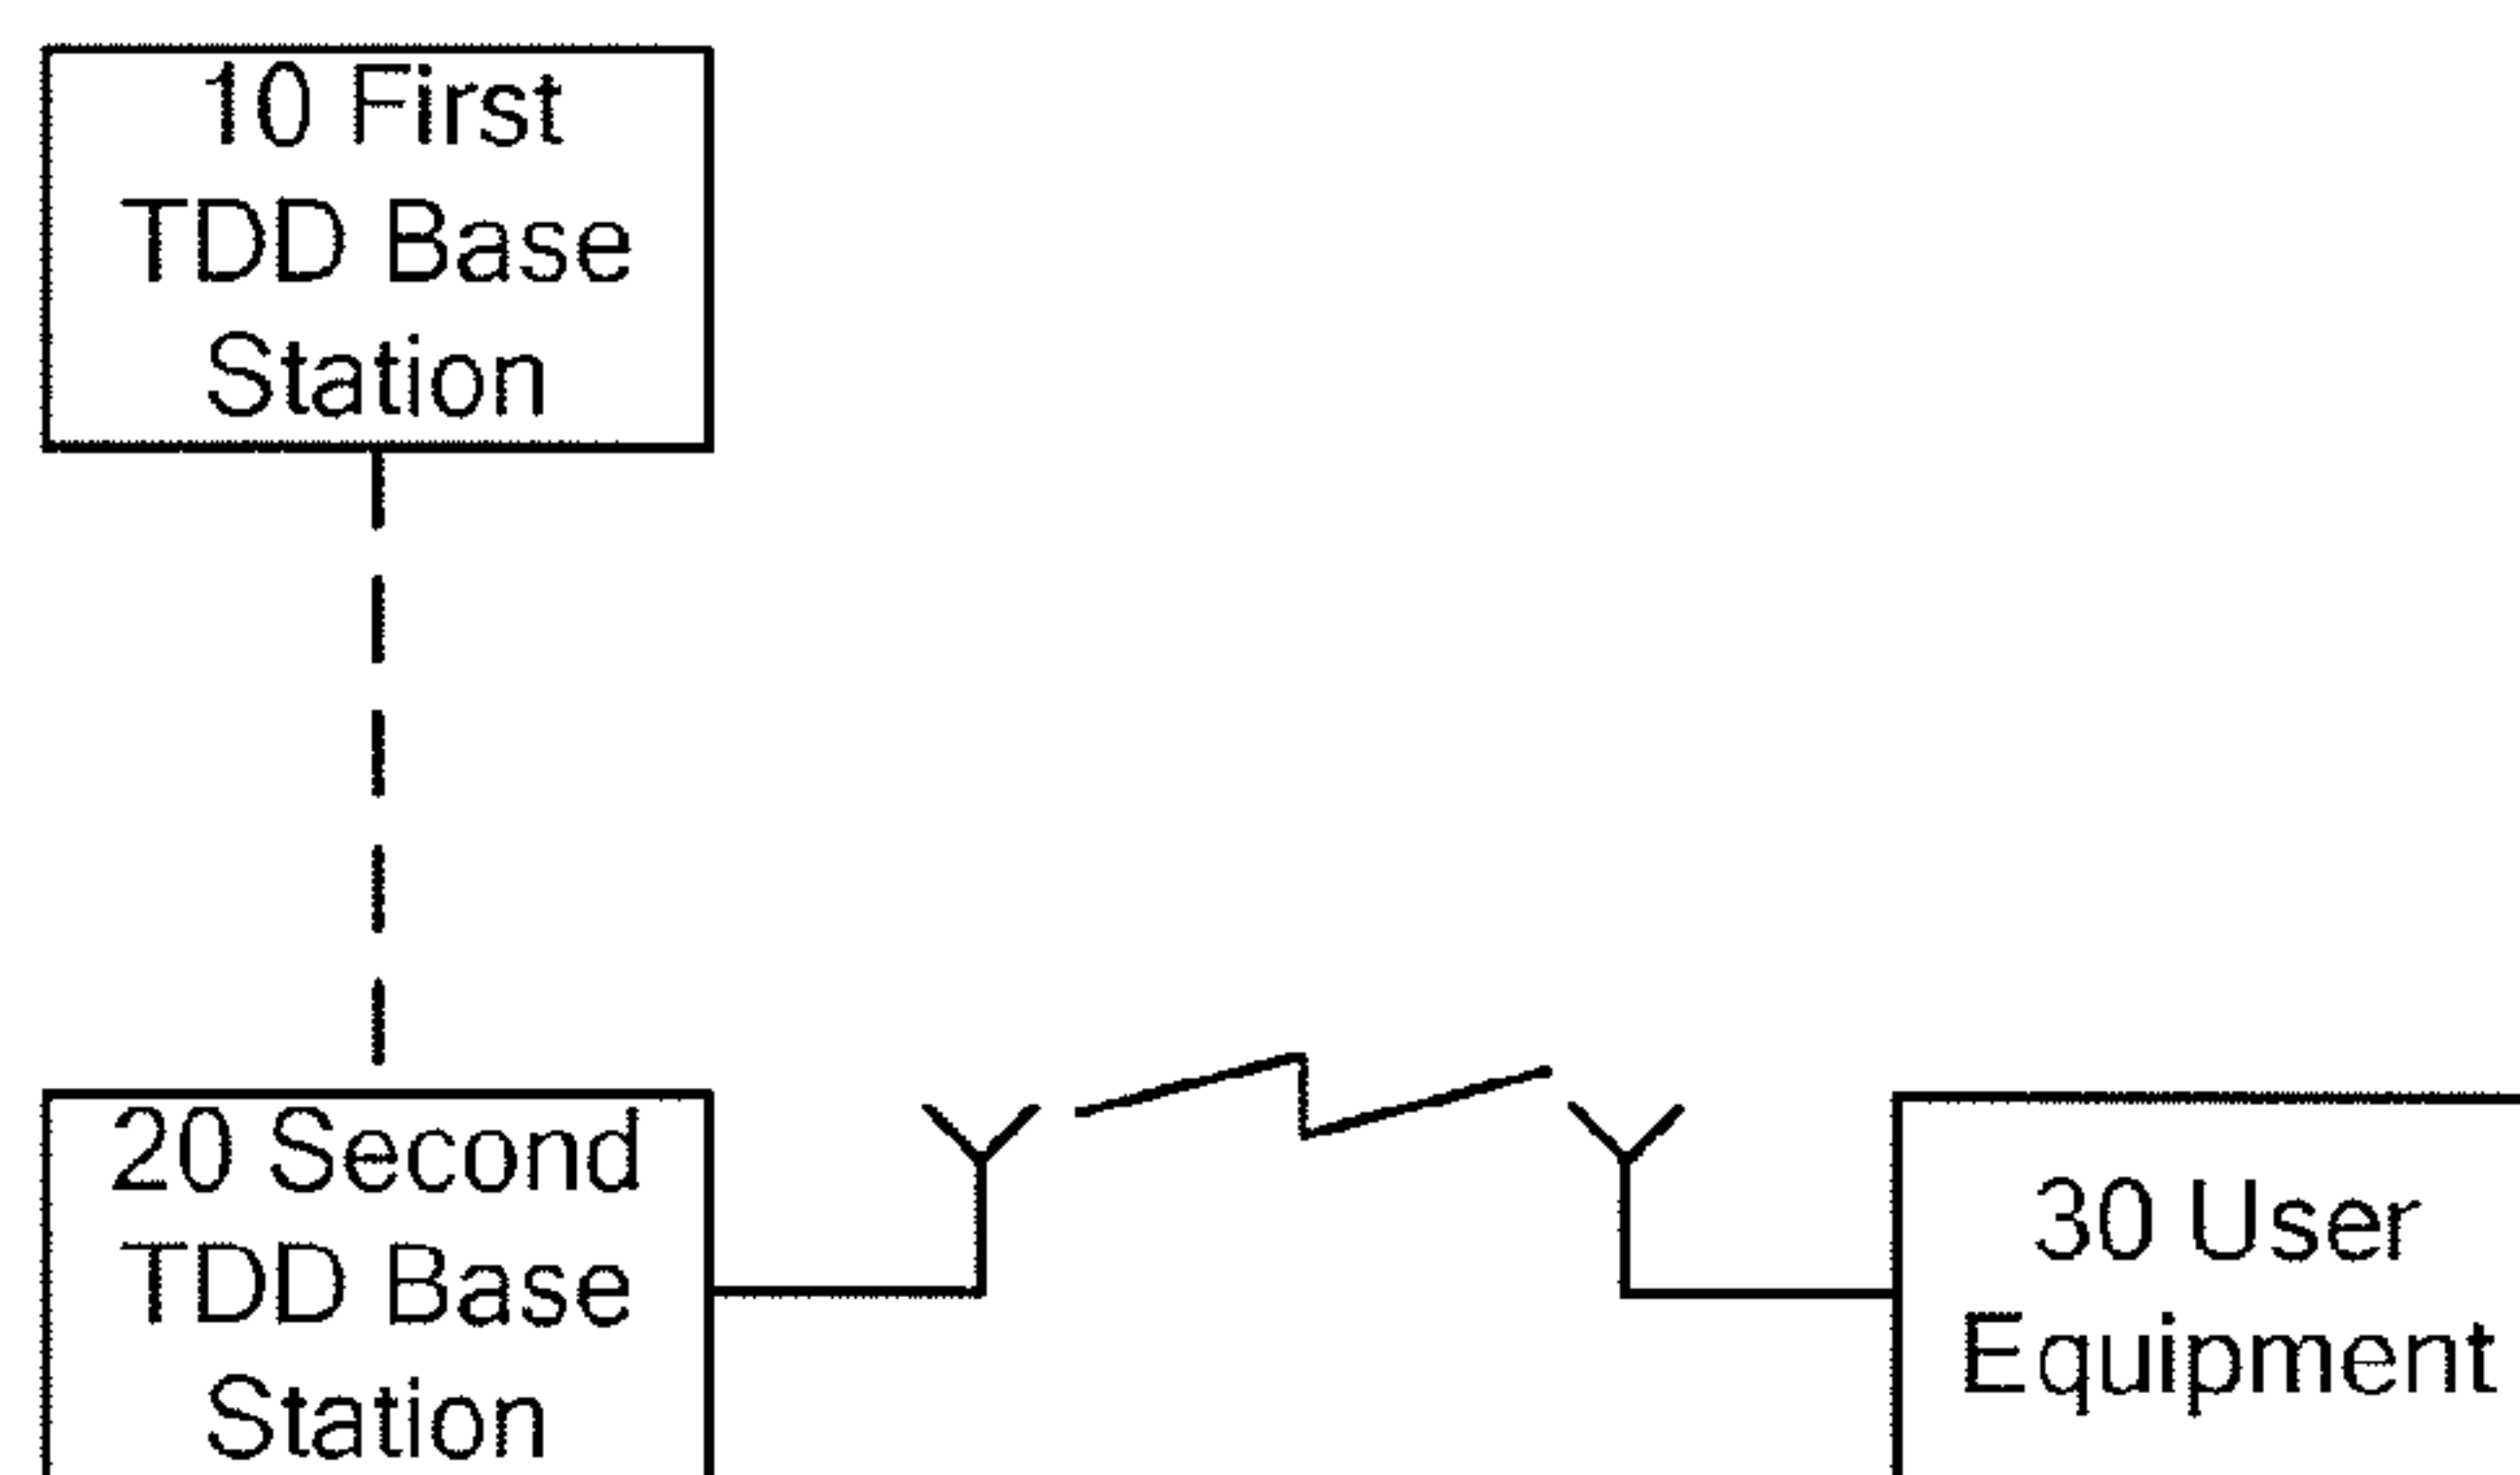 10 First
TDD Base
Station
20 Second
TDD Base
Station
30 User
Equipment